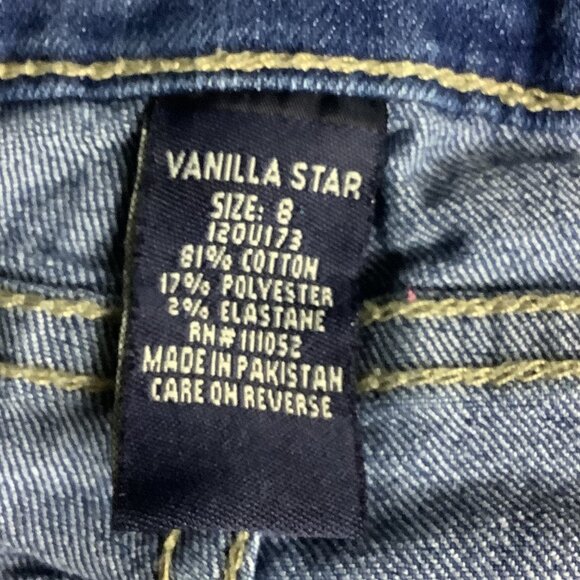 VANILLA STAR
SIZE: 8
120U173
81% COTTON
17% POLYESTER
2% ELASTANE
RN# 111052
MADE IN PAKISTAN
CARE ON REVERSE